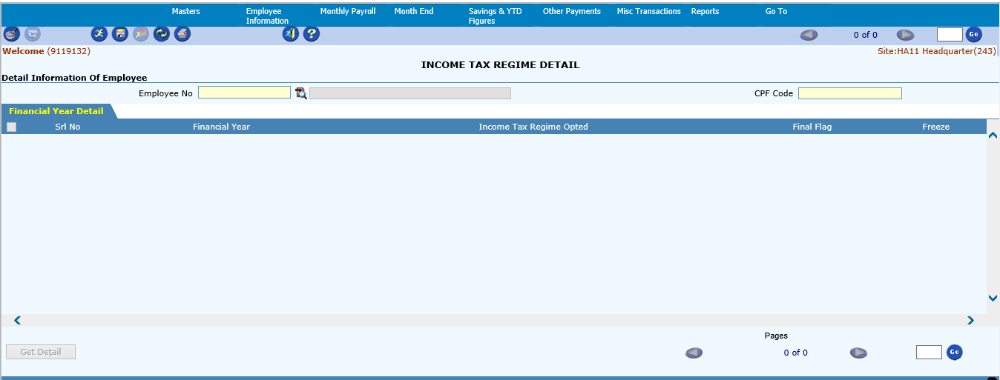 Masters Employee Information Monthly Payroll Month End Savings & YTD Figures Other Payments Misc Transactions Reports Go To
0 of 0 Go
Welcome (9119132) Site:HA11 Headquarter(243)
INCOME TAX REGIME DETAIL
Detail Information Of Employee
Employee No CPF Code
Financial Year Detail
Srl No Financial Year Income Tax Regime Opted Final Flag Freeze
Pages
Get Detail 0 of 0 Go